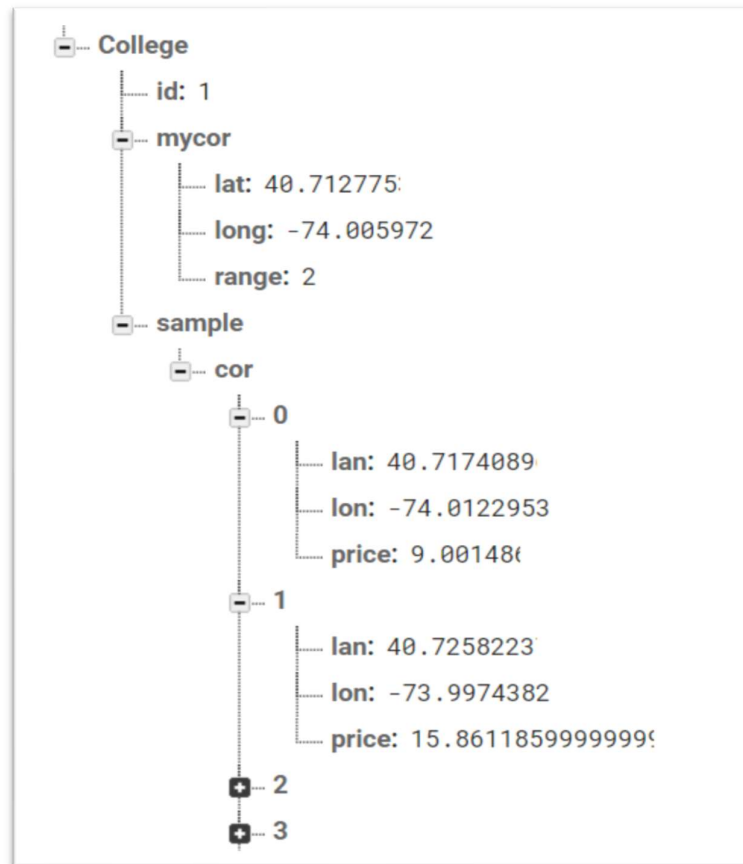 College
id: 1
mycor
lat: 40.712775
long: -74.005972
range: 2
sample
cor
0
lan: 40.7174089
lon: -74.0122953
price: 9.00148
1
lan: 40.7258223
lon: -73.9974382
price: 15.8611859999999
2
3